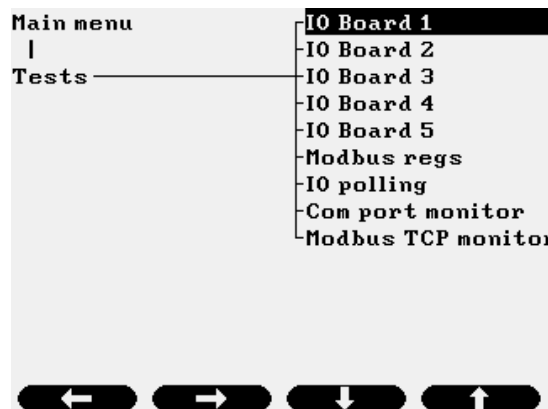 Main menu
Tests
IO Board 1
IO Board 2
IO Board 3
IO Board 4
IO Board 5
Modbus regs
IO polling
Com port monitor
Modbus TCP monitor